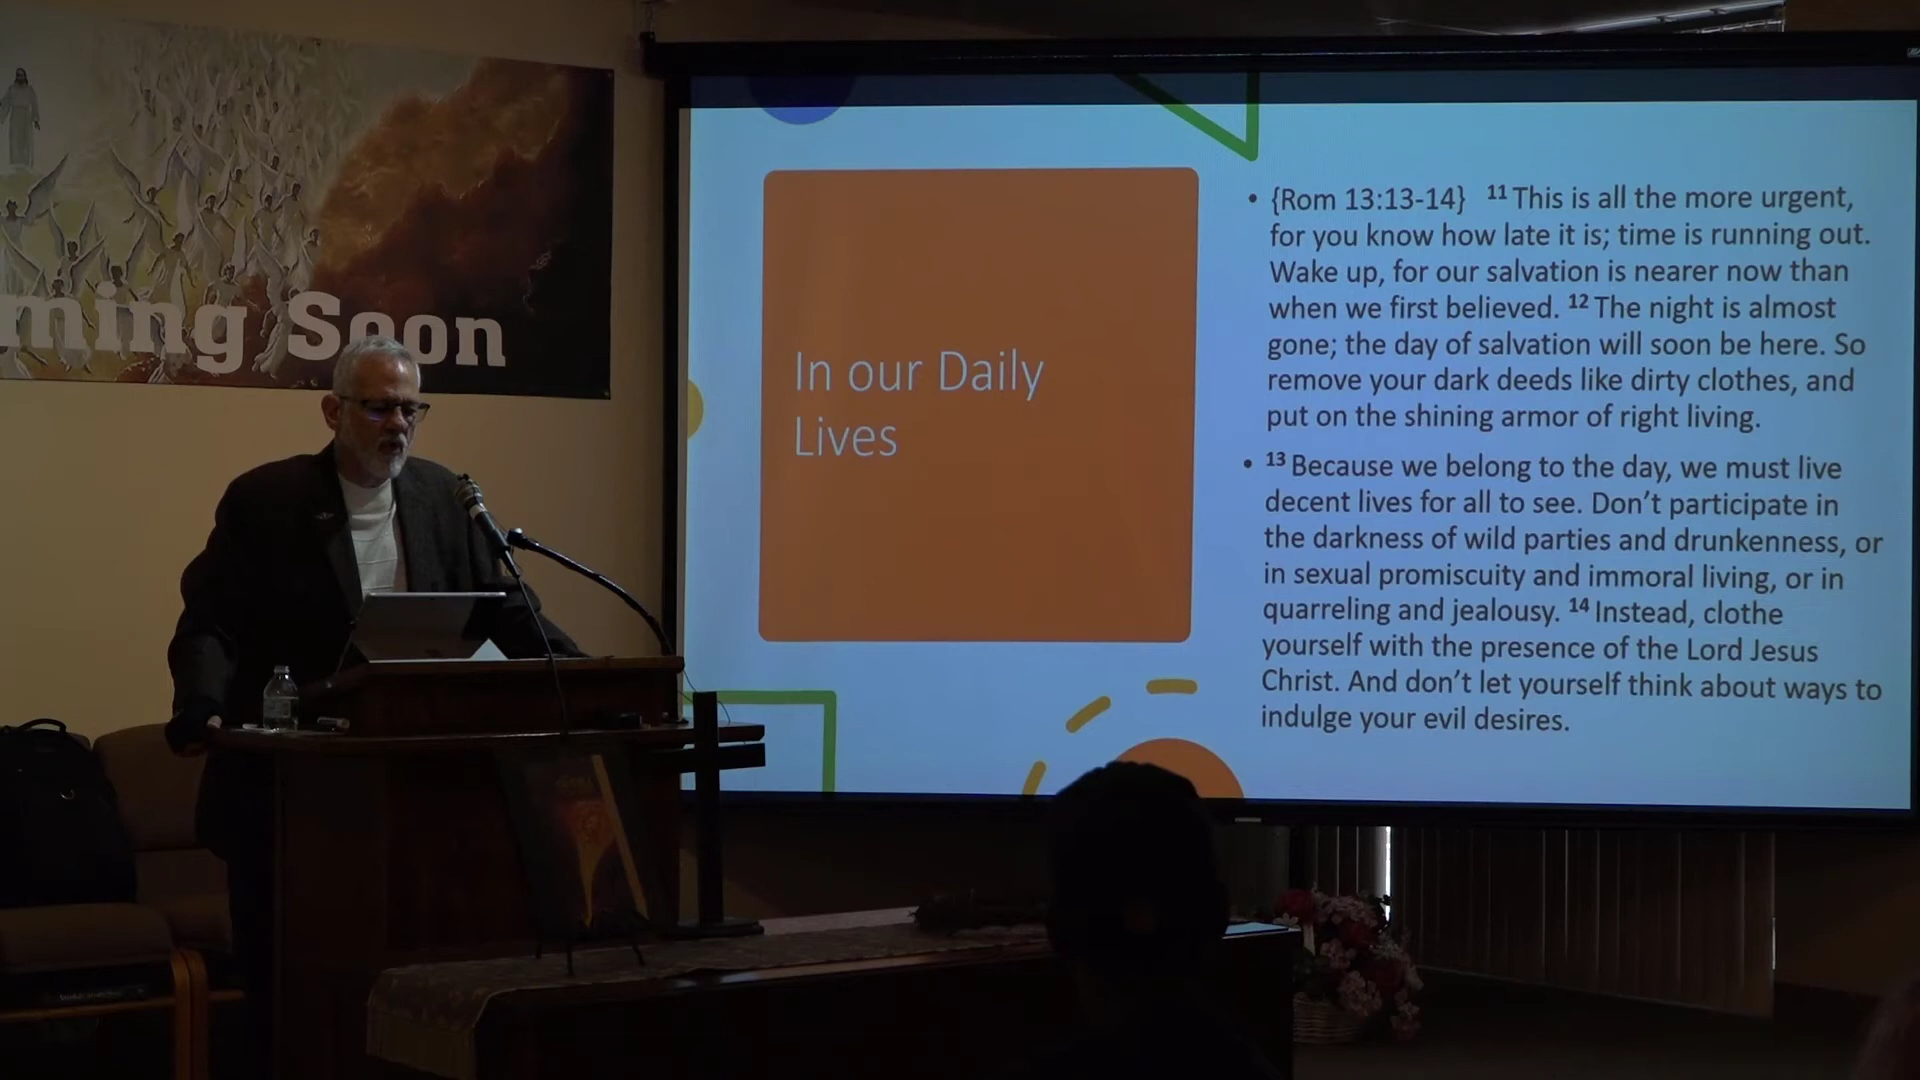 ming Soon
In our Daily
Lives
• {Rom 13:13-14} ¹¹ This is all the more urgent,
for you know how late it is; time is running out.
Wake up, for our salvation is nearer now than
when we first believed. ¹² The night is almost
gone; the day of salvation will soon be here. So
remove your dark deeds like dirty clothes, and
put on the shining armor of right living.
• ¹³ Because we belong to the day, we must live
decent lives for all to see. Don’t participate in
the darkness of wild parties and drunkenness, or
in sexual promiscuity and immoral living, or in
quarreling and jealousy. ¹⁴ Instead, clothe
yourself with the presence of the Lord Jesus
Christ. And don’t let yourself think about ways to
indulge your evil desires.